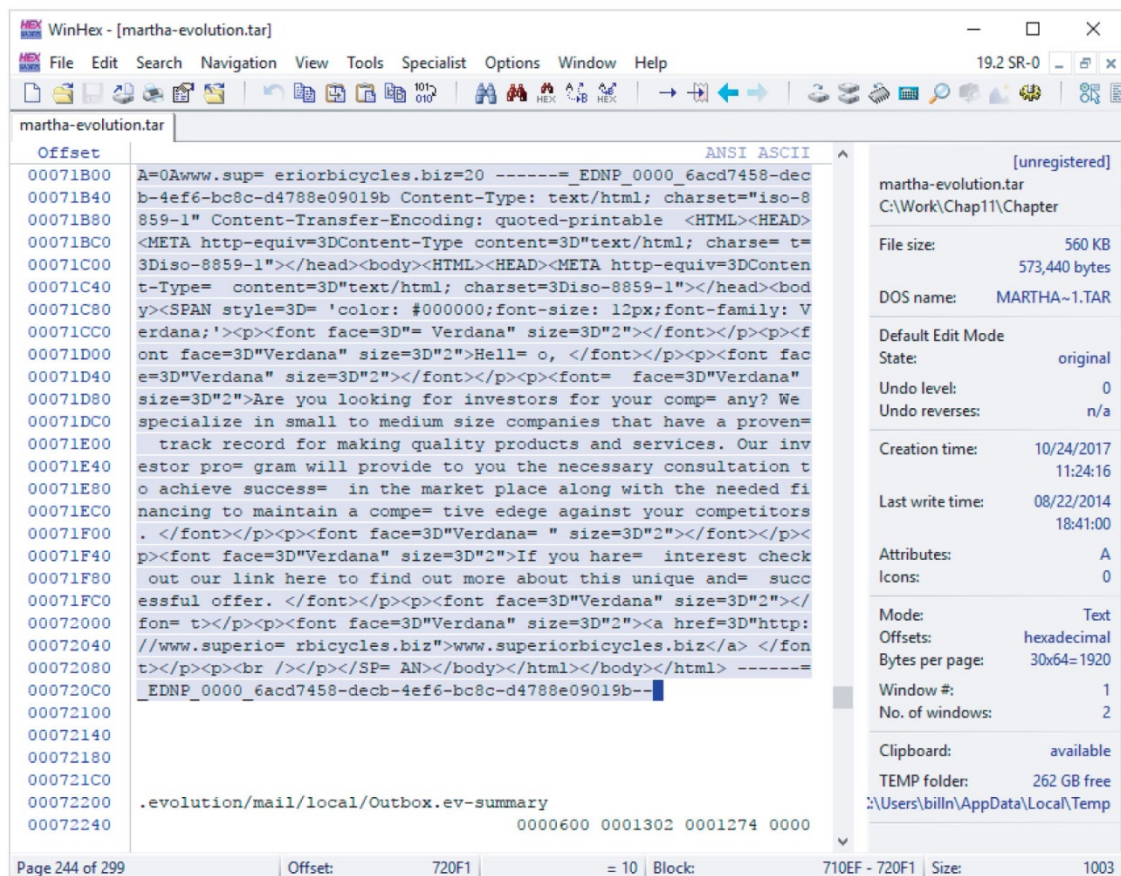 WinHex - [martha-evolution.tar]
File Edit Search Navigation View Tools Specialist Options Window Help 19.2 SR-0
martha-evolution.tar
Offset ANSI ASCII
00071B00 A=0Awww.sup= eriorbicycles.biz=20 ------=_EDNP_0000_6acd7458-dec
00071B40 b-4ef6-bc8c-d4788e09019b Content-Type: text/html; charset="iso-8
00071B80 859-1" Content-Transfer-Encoding: quoted-printable <HTML><HEAD>
00071BC0 <META http-equiv=3DContent-Type content=3D"text/html; charse= t=
00071C00 3Diso-8859-1"></head><body><HTML><HEAD><META http-equiv=3DConten
00071C40 t-Type= content=3D"text/html; charset=3Diso-8859-1"></head><bod
00071C80 y><SPAN style=3D= 'color: #000000;font-size: 12px;font-family: V
00071CC0 erdana;'><p><font face=3D"= Verdana" size=3D"2"></font></p><p><f
00071D00 ont face=3D"Verdana" size=3D"2">Hell= o, </font></p><p><font fac
00071D40 e=3D"Verdana" size=3D"2"></font></p><p><font= face=3D"Verdana"
00071D80 size=3D"2">Are you looking for investors for your comp= any? We
00071DC0 specialize in small to medium size companies that have a proven=
00071E00 track record for making quality products and services. Our inv
00071E40 estor pro= gram will provide to you the necessary consultation t
00071E80 o achieve success= in the market place along with the needed fi
00071EC0 nancing to maintain a compe= tive edege against your competitors
00071F00 . </font></p><p><font face=3D"Verdana= " size=3D"2"></font></p><
00071F40 p><font face=3D"Verdana" size=3D"2">If you hare= interest check
00071F80 out our link here to find out more about this unique and= succ
00071FC0 essful offer. </font></p><p><font face=3D"Verdana" size=3D"2"></
00072000 fon= t></p><p><font face=3D"Verdana" size=3D"2"><a href=3D"http:
00072040 //www.superio= rbicycles.biz">www.superiorbicycles.biz</a> </fon
00072080 t></p><p><br /></p></SP= AN></body></html></body></html> ------=
000720C0 _EDNP_0000_6acd7458-decb-4ef6-bc8c-d4788e09019b--
00072100
00072140
00072180
000721C0
00072200 .evolution/mail/local/Outbox.ev-summary
00072240 0000600 0001302 0001274 0000
[unregistered]
martha-evolution.tar
C:\Work\Chap11\Chapter
File size: 560 KB
573,440 bytes
DOS name: MARTHA~1.TAR
Default Edit Mode
State: original
Undo level: 0
Undo reverses: n/a
Creation time: 10/24/2017
11:24:16
Last write time: 08/22/2014
18:41:00
Attributes: A
Icons: 0
Mode: Text
Offsets: hexadecimal
Bytes per page: 30x64=1920
Window #: 1
No. of windows: 2
Clipboard: available
TEMP folder: 262 GB free
:\Users\billn\AppData\Local\Temp
Page 244 of 299 Offset: 720F1 = 10 Block: 710EF - 720F1 Size: 1003